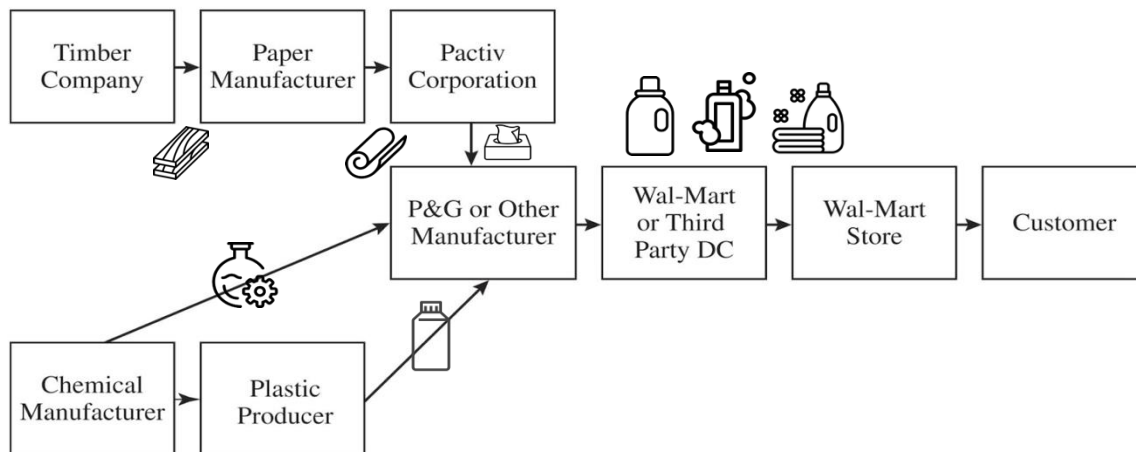 Timber
Company
Paper
Manufacturer
Pactiv
Corporation
P&G or Other
Manufacturer
Wal-Mart
or Third
Party DC
Wal-Mart
Store
Customer
Chemical
Manufacturer
Plastic
Producer